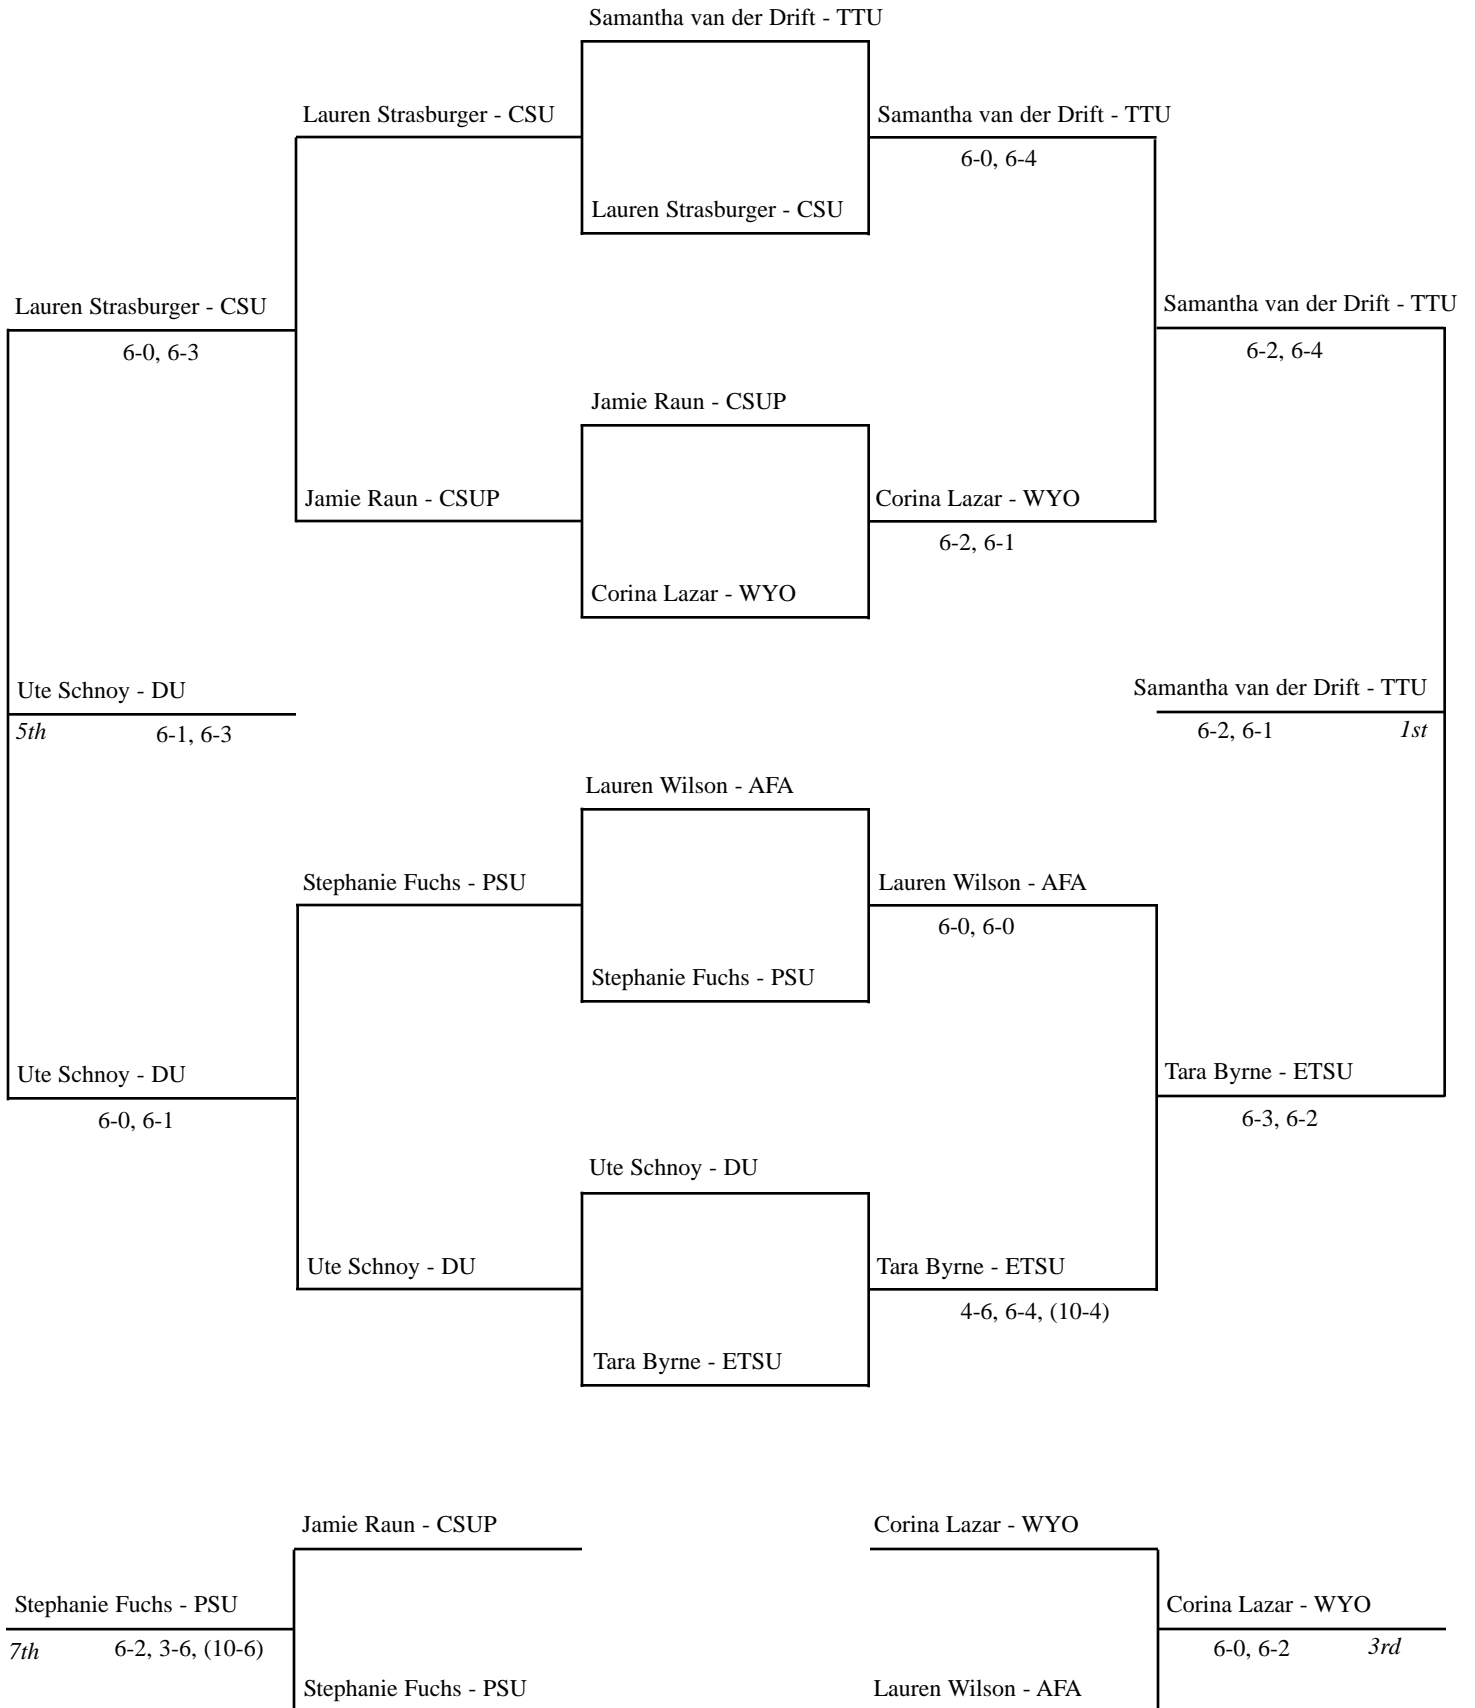 Samantha van der Drift - TTU
Lauren Strasburger - CSU
Samantha van der Drift - TTU
6-0, 6-4
Lauren Strasburger - CSU
Lauren Strasburger - CSU
6-0, 6-3
Samantha van der Drift - TTU
6-2, 6-4
Jamie Raun - CSUP
Jamie Raun - CSUP
Corina Lazar - WYO
6-2, 6-1
Corina Lazar - WYO
Ute Schnoy - DU
5th 6-1, 6-3
Samantha van der Drift - TTU
6-2, 6-1 1st
Lauren Wilson - AFA
Stephanie Fuchs - PSU
Lauren Wilson - AFA
6-0, 6-0
Stephanie Fuchs - PSU
Ute Schnoy - DU
6-0, 6-1
Tara Byrne - ETSU
6-3, 6-2
Ute Schnoy - DU
Ute Schnoy - DU
Tara Byrne - ETSU
4-6, 6-4, (10-4)
Tara Byrne - ETSU
Jamie Raun - CSUP
Corina Lazar - WYO
Stephanie Fuchs - PSU
7th 6-2, 3-6, (10-6)
Corina Lazar - WYO
6-0, 6-2 3rd
Stephanie Fuchs - PSU
Lauren Wilson - AFA